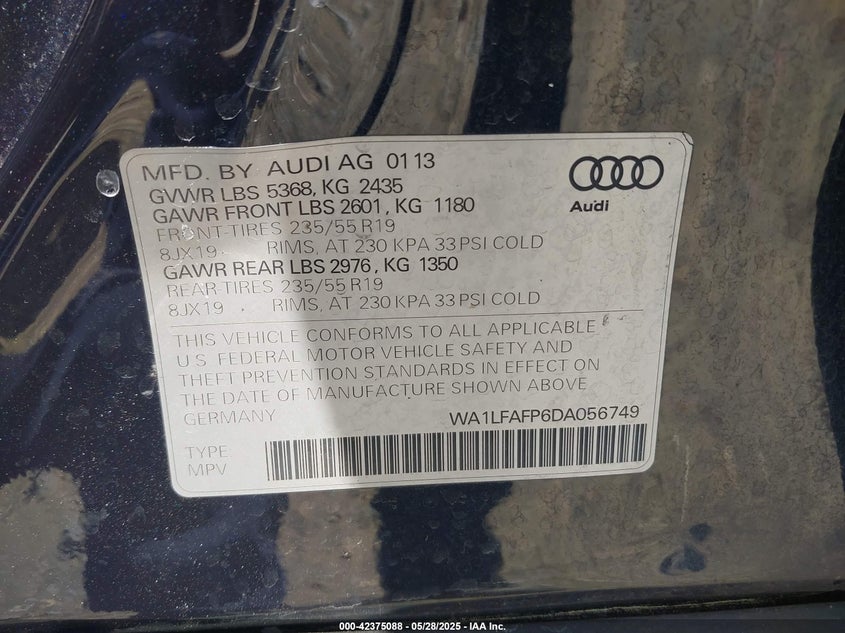 MFD. BY AUDI AG 01 13
GVWR LBS 5368, KG 2435
GAWR FRONT LBS 2601, KG 1180
FRONT-TIRES 235/55 R19
8JX19 RIMS, AT 230 KPA 33 PSI COLD
GAWR REAR LBS 2976, KG 1350
REAR-TIRES 235/55 R19
8JX19 RIMS, AT 230 KPA 33 PSI COLD
Audi
THIS VEHICLE CONFORMS TO ALL APPLICABLE
U.S. FEDERAL MOTOR VEHICLE SAFETY AND
THEFT PREVENTION STANDARDS IN EFFECT ON
THE DATE OF MANUFACTURE SHOWN ABOVE
GERMANY WA1LFAFP6DA056749
TYPE
MPV
000-42375088 - 05/28/2025 - IAA Inc.